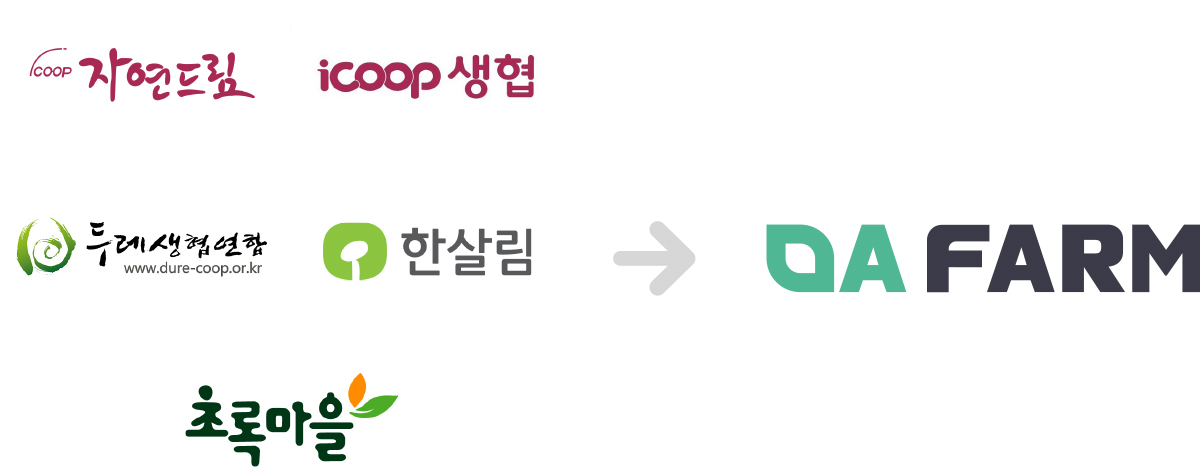 iCOOP 자연드림
iCOOP 생협
두레생협연합
www.dure-coop.or.kr
한살림
DA FARM
초록마을